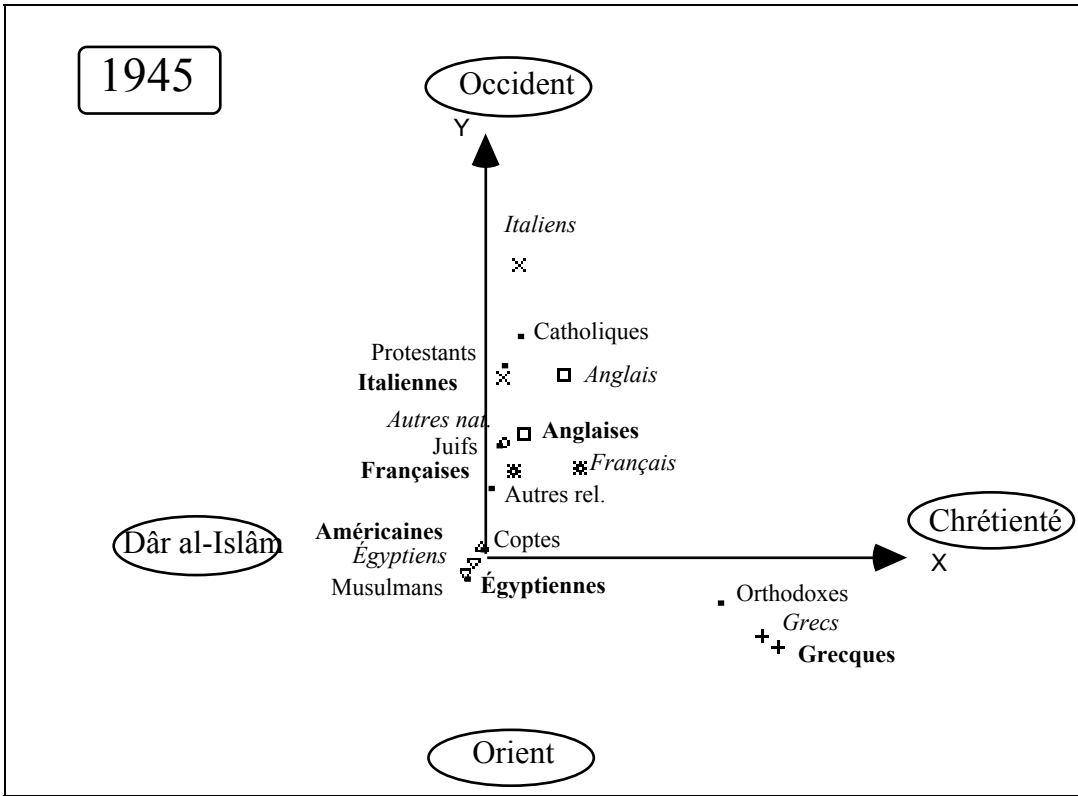 1945
Occident
Y
Italiens
Catholiques
Protestants
Italiennes
Anglais
Autres nat.
Anglaises
Juifs
Françaises
Français
Autres rel.
Chrétienté
Dâr al-Islâm
Américaines
Coptes
Égyptiens
X
Musulmans
Égyptiennes
Orthodoxes
Grecs
Grecques
Orient